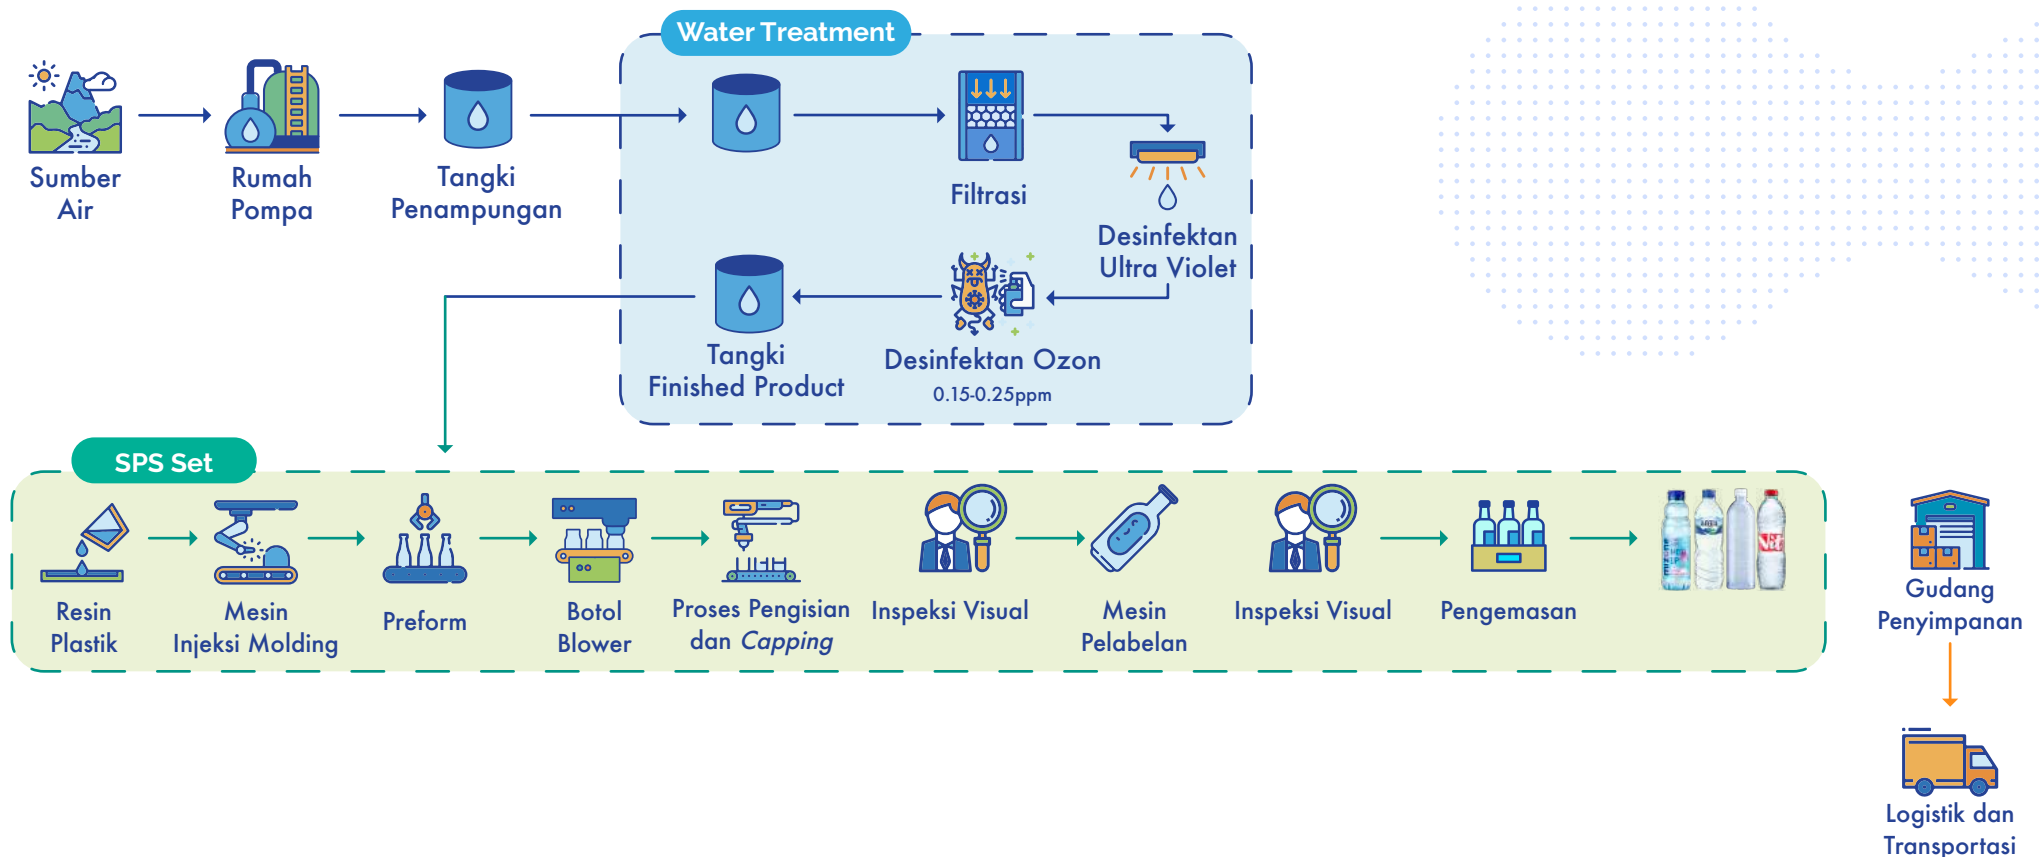 Water Treatment
Sumber
Air
Rumah
Pompa
Tangki
Penampungan
Filtrasi
Desinfektan
Ultra Violet
Desinfektan Ozon
0.15-0.25ppm
Tangki
Finished Product
SPS Set
Resin
Plastik
Mesin
Injeksi Molding
Preform
Botol
Blower
Proses Pengisian
dan Capping
Inspeksi Visual
Mesin
Pelabelan
Inspeksi Visual
Pengemasan
Vit
Gudang
Penyimpanan
Logistik dan
Transportasi